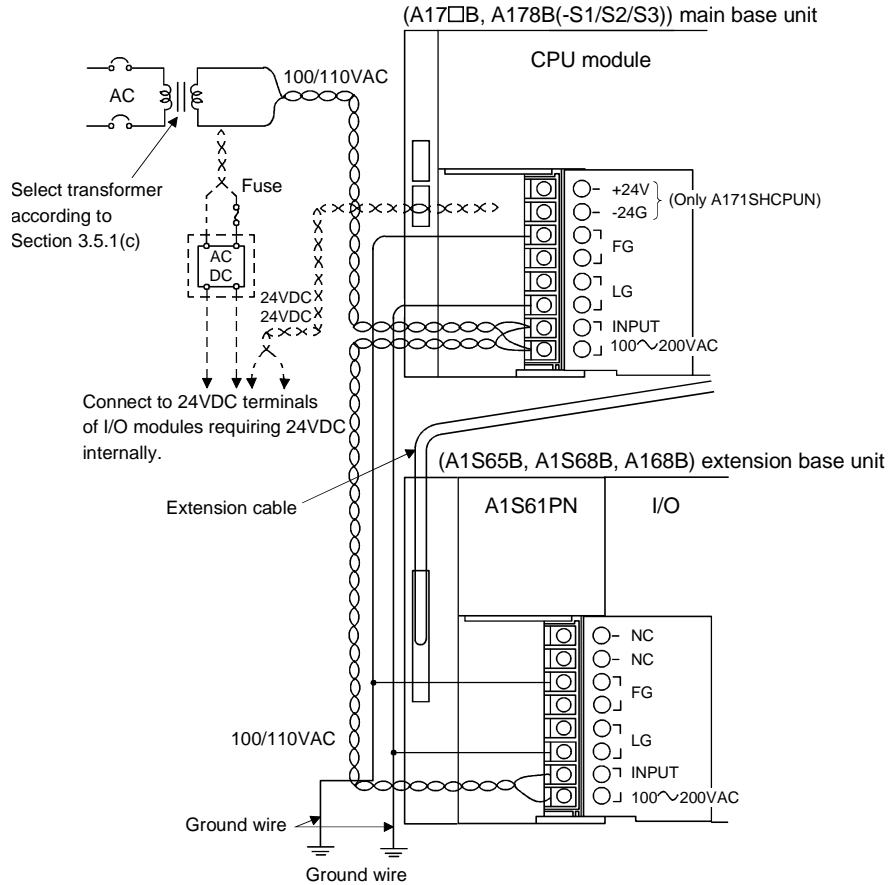 (A17□B, A178B(-S1/S2/S3)) main base unit
CPU module
100/110VAC
AC
Select transformer
according to
Section 3.5.1(c)
Fuse
AC
DC
24VDC
24VDC
+24V
-24G
(Only A171SHCPUN)
FG
LG
INPUT
100～200VAC
Connect to 24VDC terminals
of I/O modules requiring 24VDC
internally.
(A1S65B, A1S68B, A168B) extension base unit
Extension cable
A1S61PN
I/O
NC
NC
FG
LG
INPUT
100～200VAC
100/110VAC
Ground wire
Ground wire